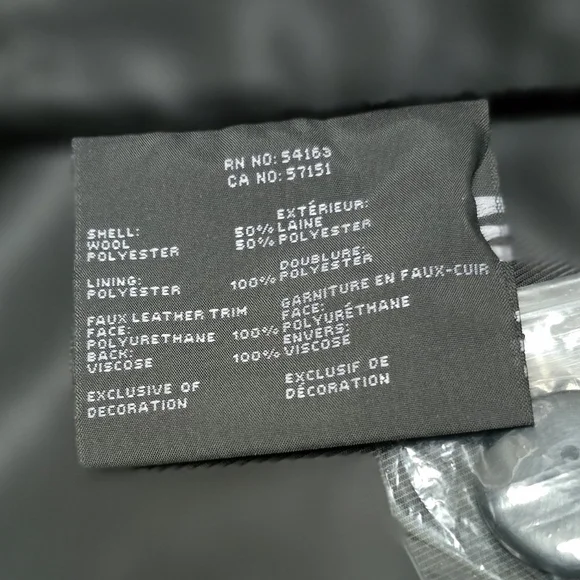 RN NO: 54163
CA NO: 57151
SHELL: EXTÉRIEUR:
WOOL 50% LAINE
POLYESTER 50% POLYESTER
LINING: DOUBLURE:
POLYESTER 100% POLYESTER
FAUX LEATHER TRIM GARNITURE EN FAUX-CUIR
FACE: FACE:
POLYURETHANE 100% POLYURÉTHANE
BACK: ENVERS:
VISCOSE 100% VISCOSE
EXCLUSIVE OF EXCLUSIF DE
DECORATION DÉCORATION